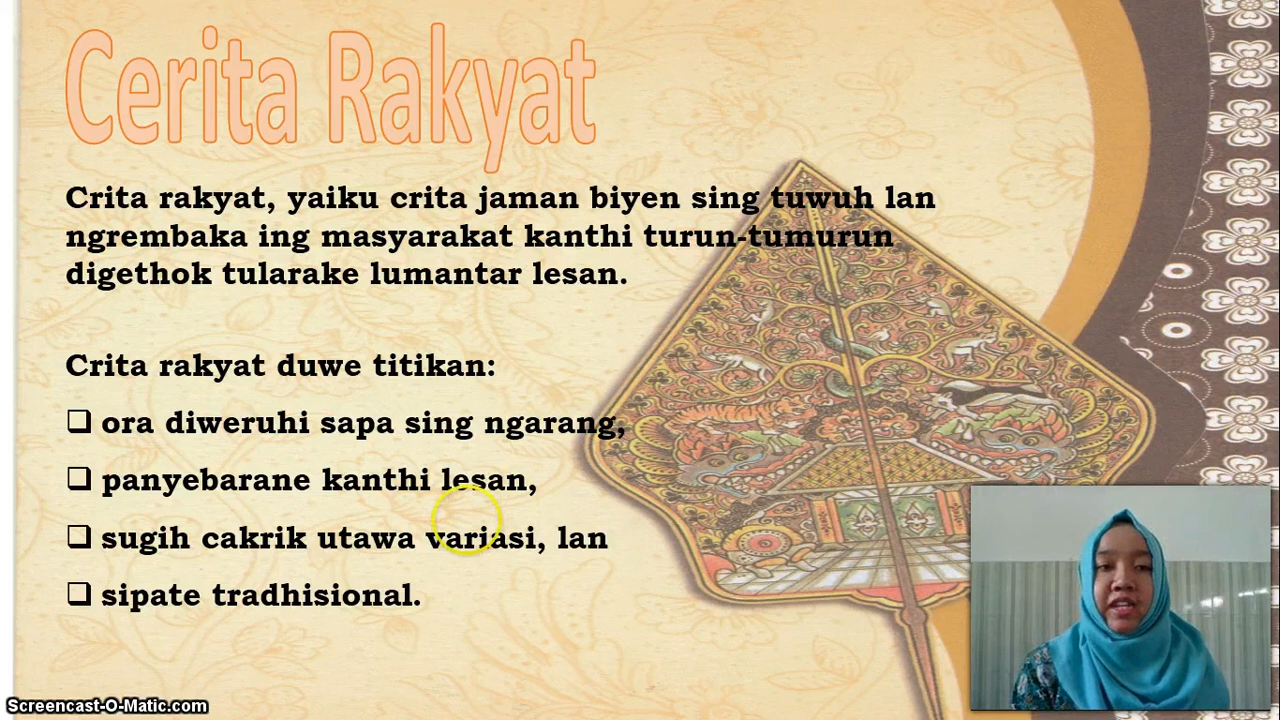 Cerita Rakyat
Crita rakyat, yaiku crita jaman biyen sing tuwuh lan
ngrembaka ing masyarakat kanthi turun-tumurun
digethok tularake lumantar lesan.
Crita rakyat duwe titikan:
❑ ora diweruhi sapa sing ngarang,
❑ panyebarane kanthi lesan,
❑ sugih cakrik utawa variasi, lan
❑ sipate tradhisional.
Screencast-O-Matic.com